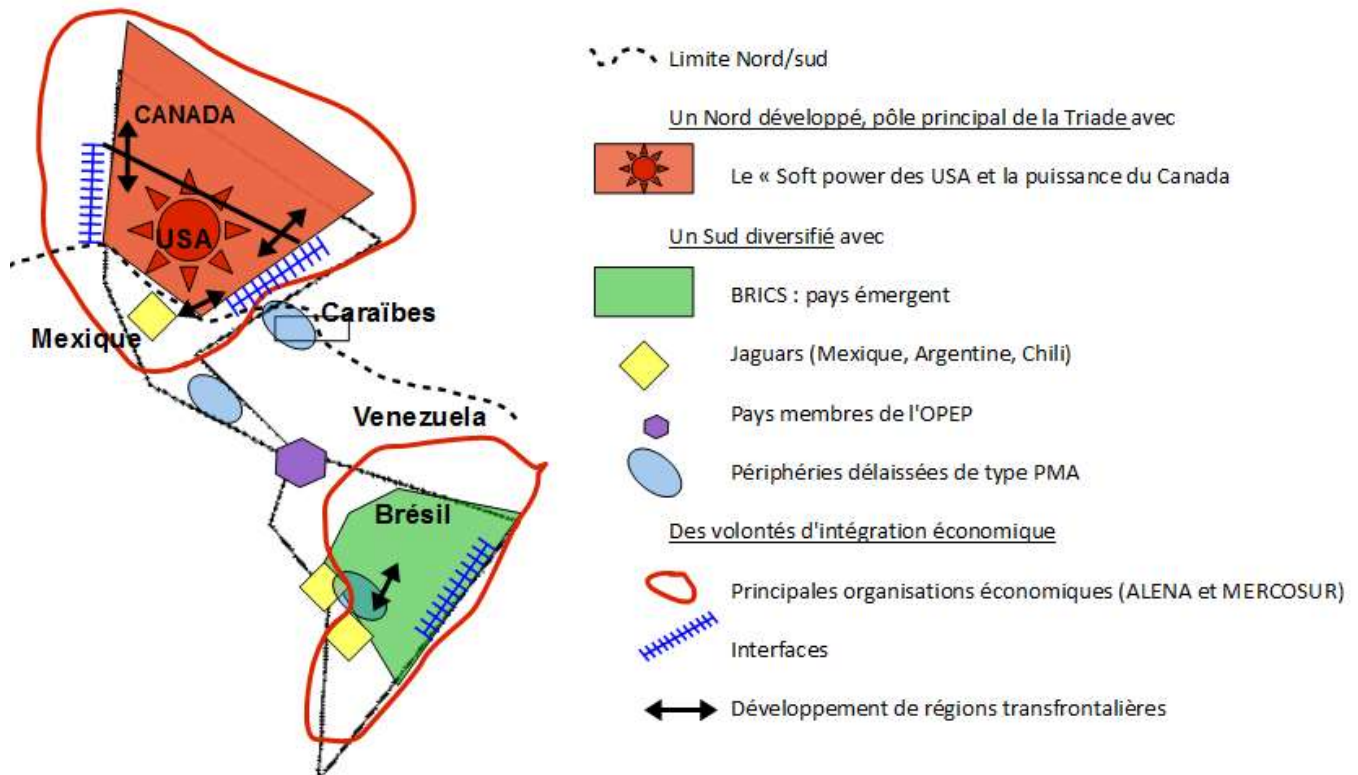 CANADA
USA
Mexique
Caraïbes
Venezuela
Brésil
Limite Nord/sud
Un Nord développé, pôle principal de la Triade avec
Le « Soft power des USA et la puissance du Canada
Un Sud diversifié avec
BRICS : pays émergent
Jaguars (Mexique, Argentine, Chili)
Pays membres de l'OPEP
Périphéries délaissées de type PMA
Des volontés d'intégration économique
Principales organisations économiques (ALENA et MERCOSUR)
Interfaces
Développement de régions transfrontalières